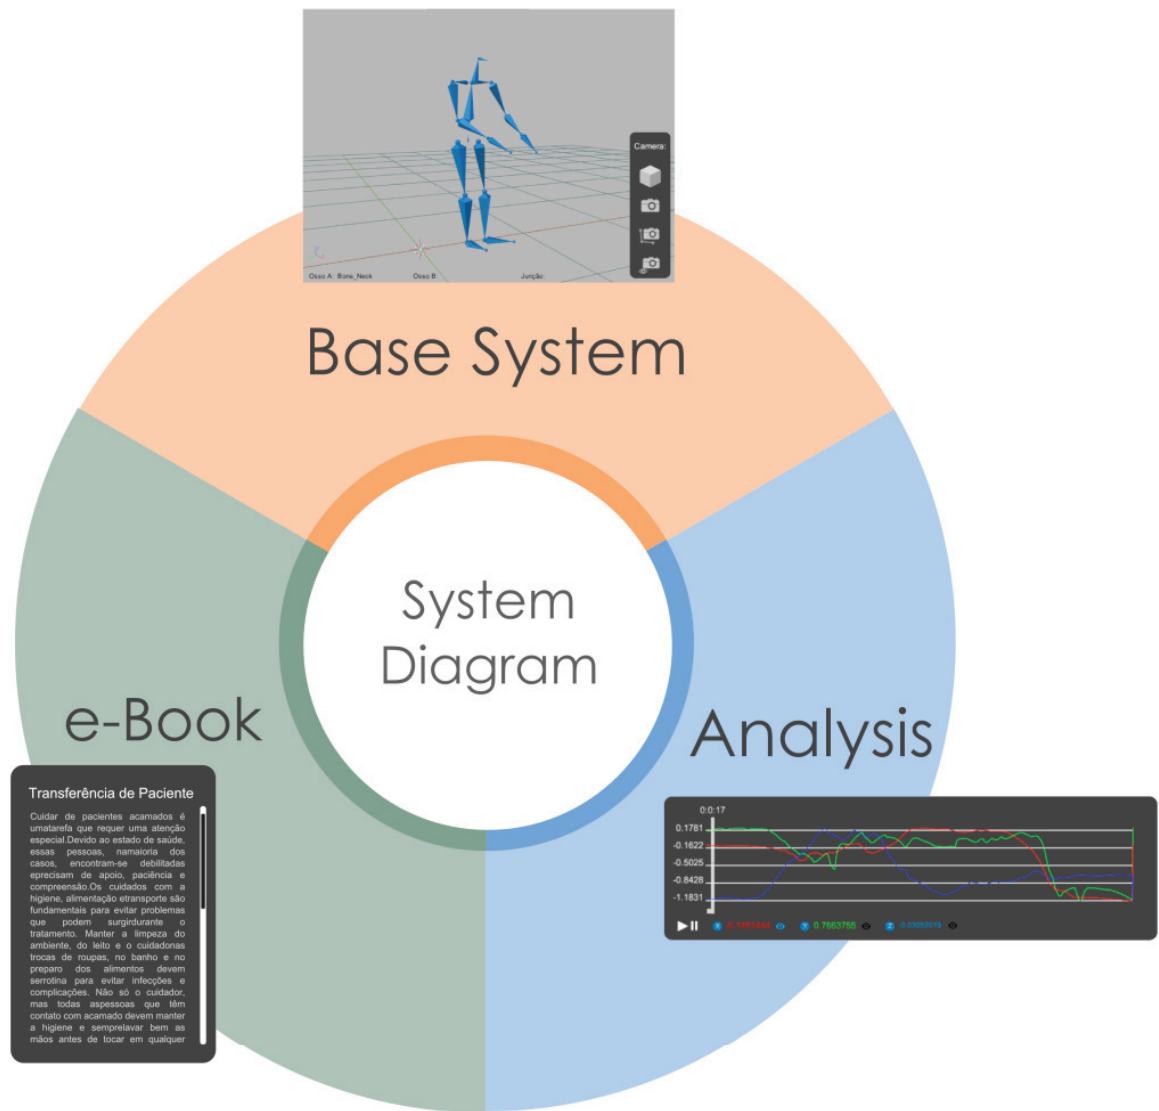 Camera:
Osso A: Bone_Neck Osso B: Junção:
Base System
System
Diagram
e-Book
Analysis
Transferência de Paciente
Cuidar de pacientes acamados é
umatarefa que requer uma atenção
especial.Devido ao estado de saúde,
essas pessoas, namaioria dos
casos, encontram-se debilitadas
eprecisam de apoio, paciência e
compreensão.Os cuidados com a
higiene, alimentação etransporte são
fundamentais para evitar problemas
que podem surgirdurante o
tratamento. Manter a limpeza do
ambiente, do leito e o cuidadonas
trocas de roupas, no banho e no
preparo dos alimentos devem
serrotina para evitar infecções e
complicações. Não só o cuidador,
mas todas aspessoas que têm
contato com acamado devem manter
a higiene e semprelavar bem as
mãos antes de tocar em qualquer
0:0:17
0.1781
-0.1622
-0.5025
-0.8428
-1.1831
X Y 0.7663755 Z